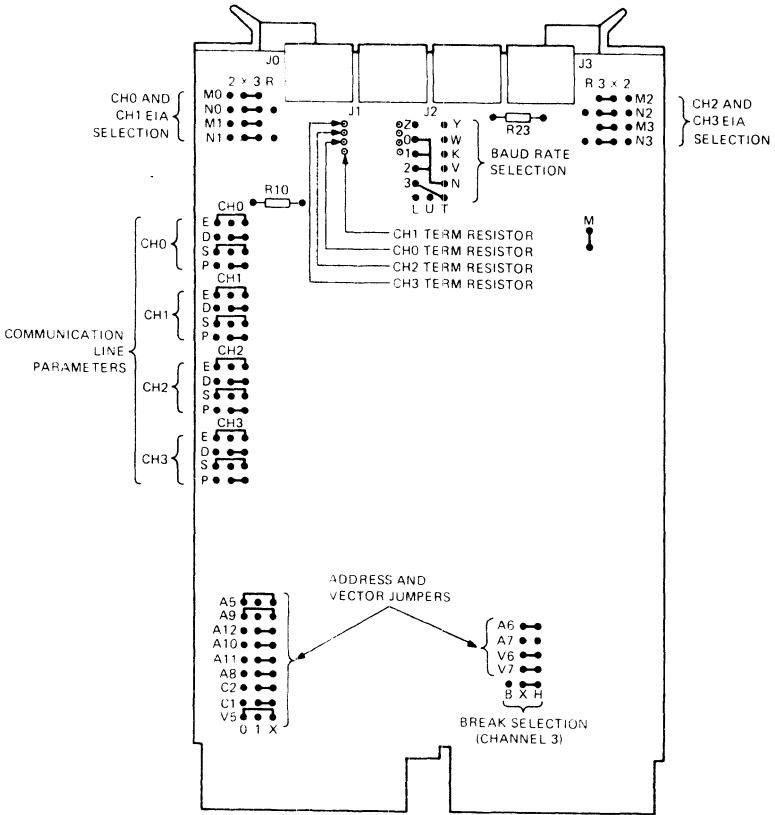 J0
J3
2 × 3 R
R 3 × 2
CH0 AND
CH1 EIA
SELECTION
M0
N0
M1
N1
J1
J2
R23
M2
N2
M3
N3
CH2 AND
CH3 EIA
SELECTION
Z
0
1
2
3
Y
W
K
V
N
L U T
BAUD RATE
SELECTION
R10
M
CH1 TERM RESISTOR
CH0 TERM RESISTOR
CH2 TERM RESISTOR
CH3 TERM RESISTOR
COMMUNICATION
LINE
PARAMETERS
CH0
CH0
E
D
S
P
CH1
CH1
E
D
S
P
CH2
CH2
E
D
S
P
CH3
CH3
E
D
S
P
ADDRESS AND
VECTOR JUMPERS
A5
A9
A12
A10
A11
A8
C2
C1
V5
0 1 X
A6
A7
V6
V7
B X H
BREAK SELECTION
(CHANNEL 3)